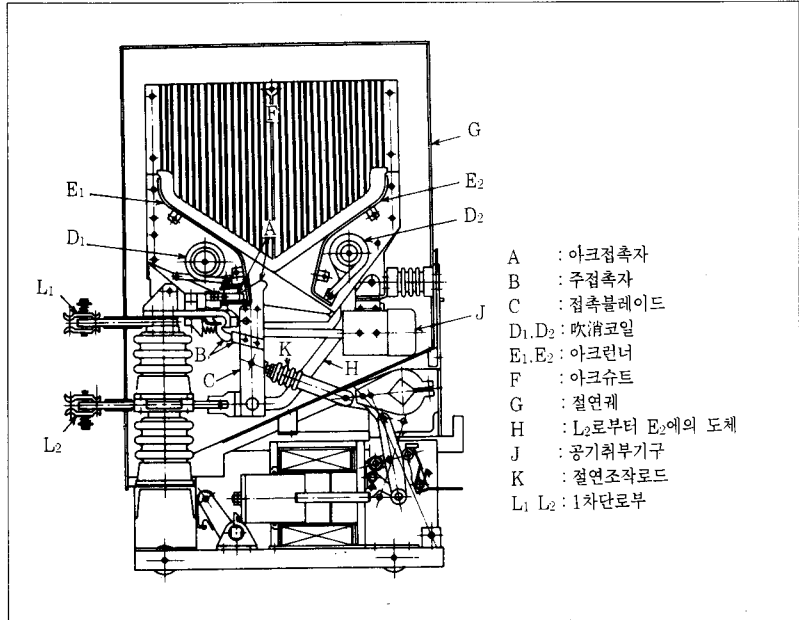 F
G
E₁
E₂
A
D₁
D₂
L₁
J
B
K
C
H
L₂
A : 아크접촉자
B : 주접촉자
C : 접촉블레이드
D₁.D₂ : 吹消코일
E₁.E₂ : 아크런너
F : 아크슈트
G : 절연궤
H : L₂로부터 E₂에의 도체
J : 공기취부기구
K : 절연조작로드
L₁ L₂ : 1차단로부